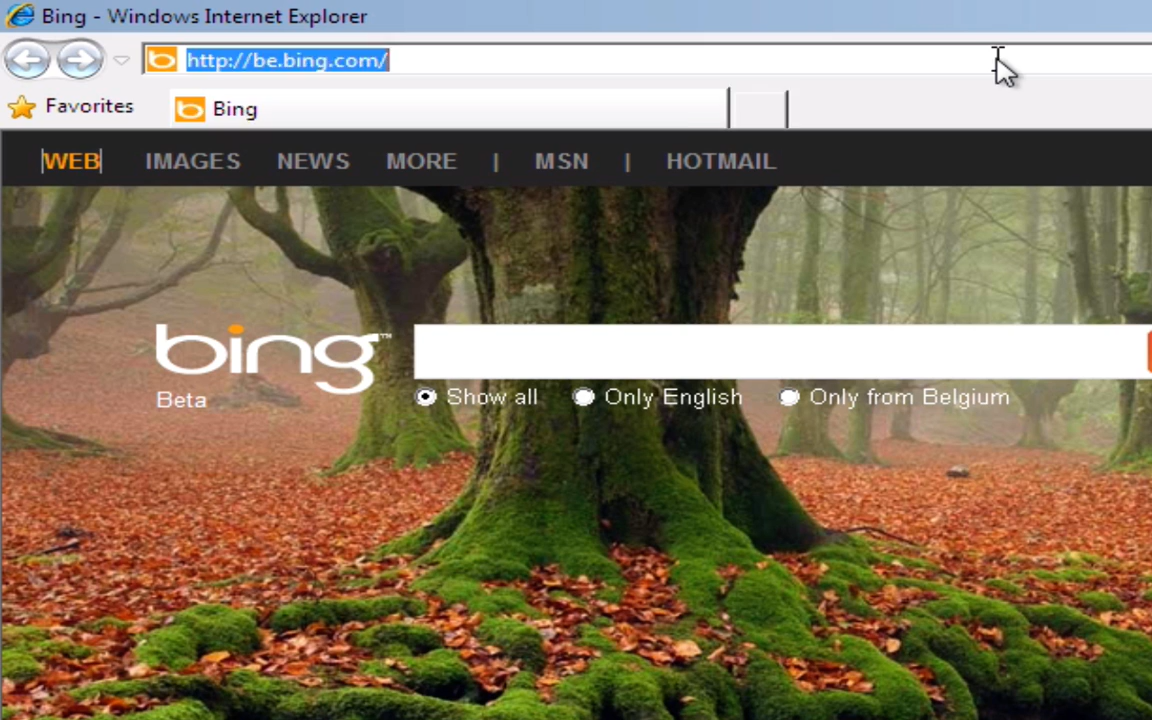 Bing - Windows Internet Explorer
http://be.bing.com/
Favorites
Bing
WEB IMAGES NEWS MORE | MSN | HOTMAIL
bing™
Beta
Show all Only English Only from Belgium